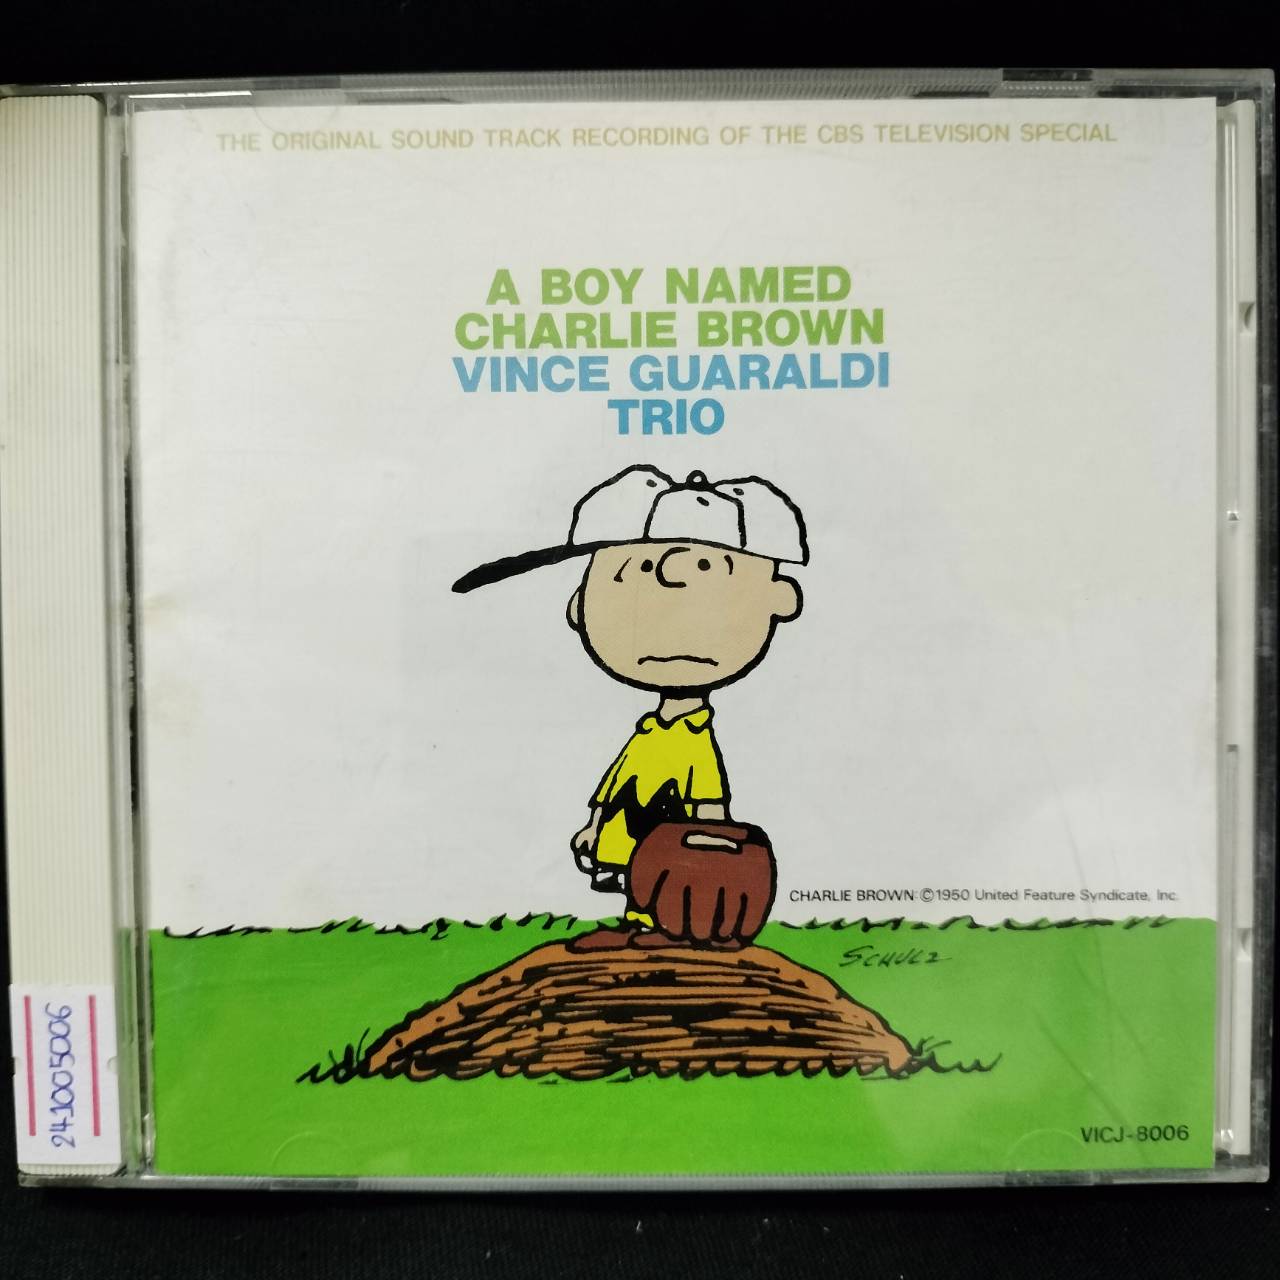 THE ORIGINAL SOUND TRACK RECORDING OF THE CBS TELEVISION SPECIAL
A BOY NAMED
CHARLIE BROWN
VINCE GUARALDI
TRIO
CHARLIE BROWN:©1950 United Feature Syndicate, Inc.
SCHULZ
VICJ-8006
241005006